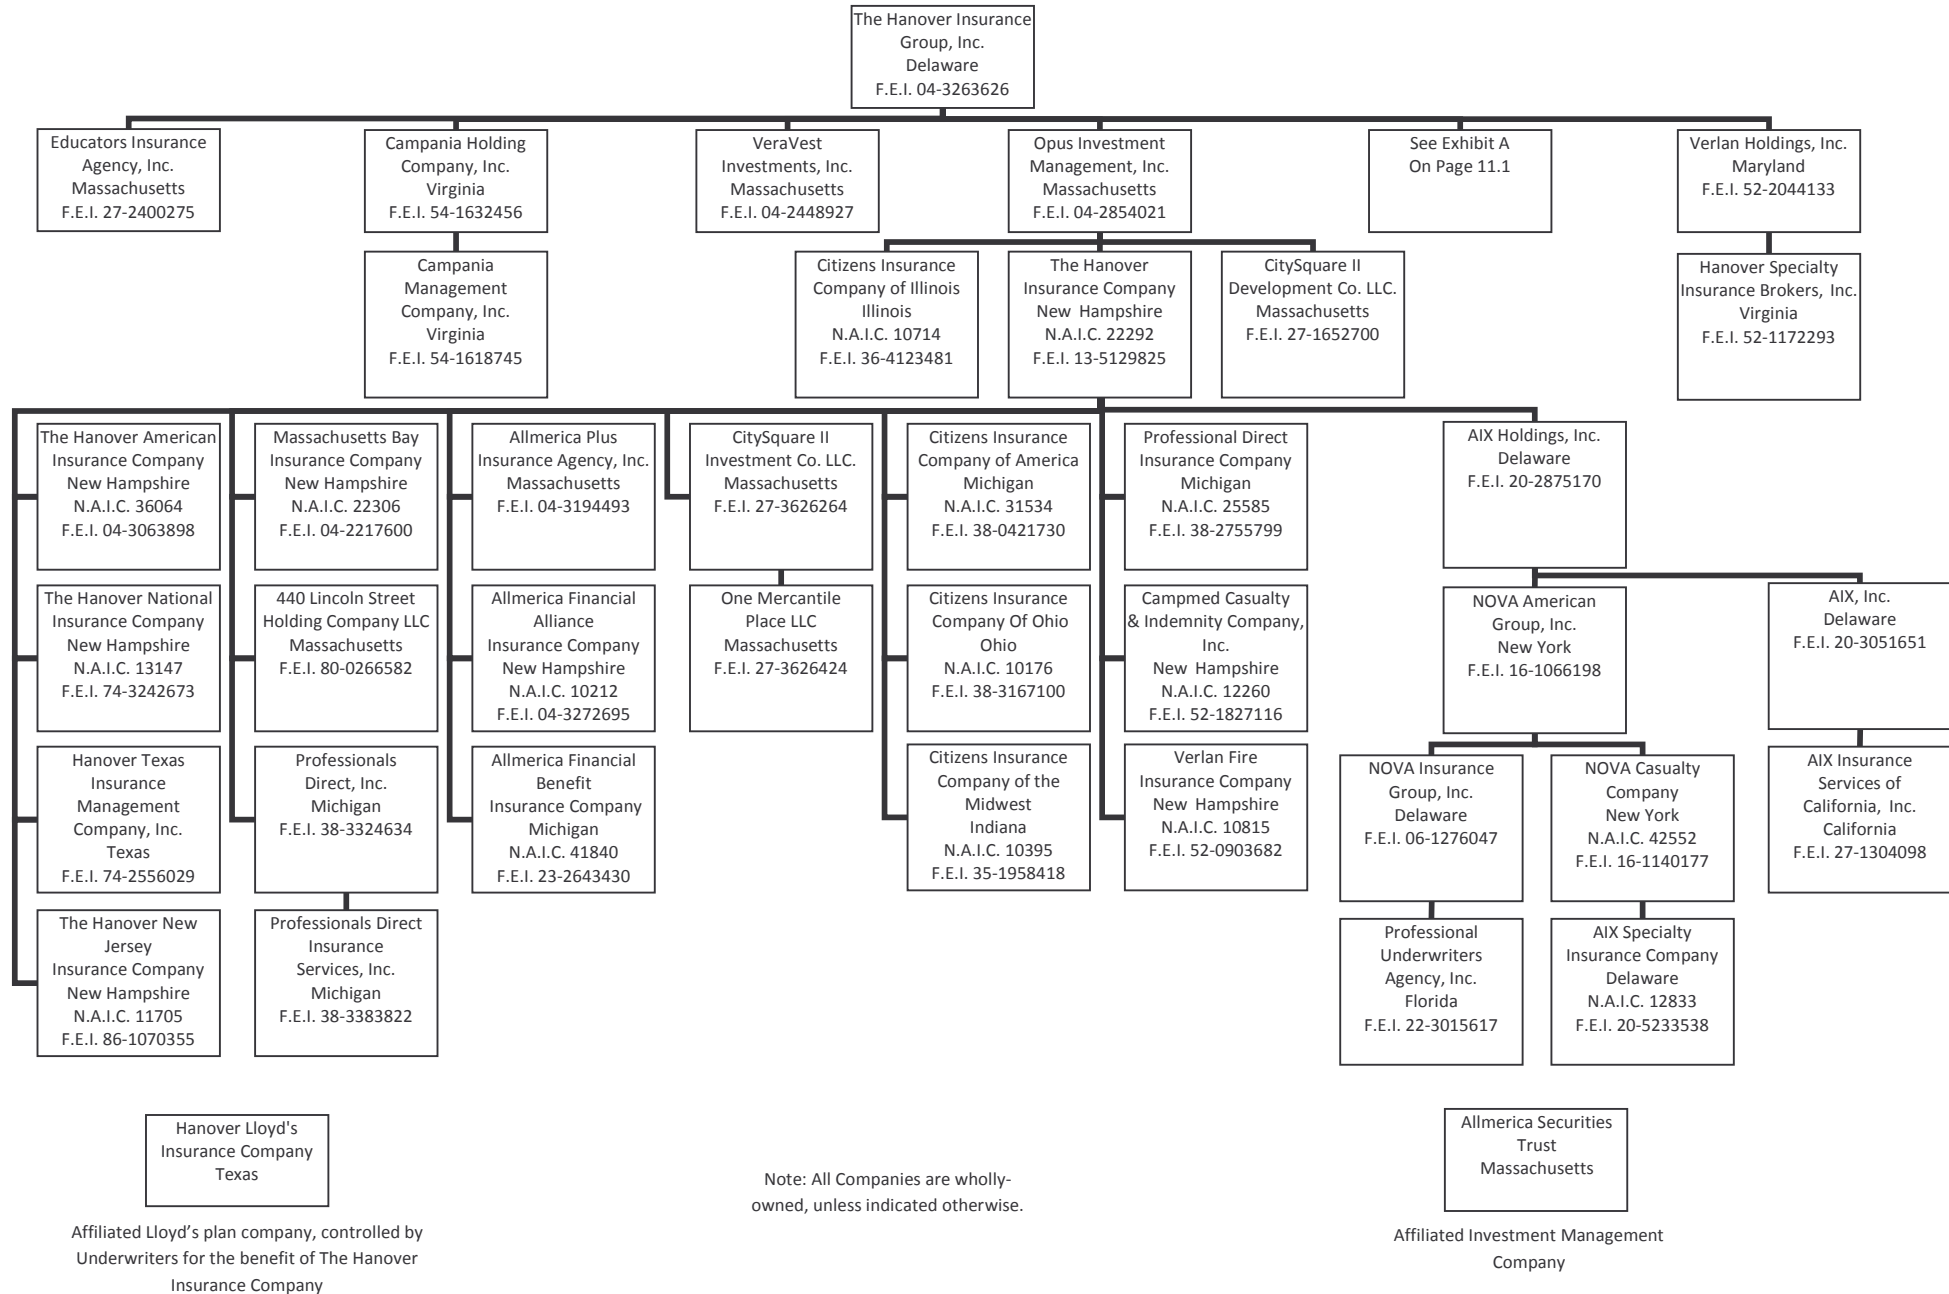 The Hanover Insurance
Group, Inc.
Delaware
F.E.I. 04-3263626
Educators Insurance
Agency, Inc.
Massachusetts
F.E.I. 27-2400275
Campania Holding
Company, Inc.
Virginia
F.E.I. 54-1632456
VeraVest
Investments, Inc.
Massachusetts
F.E.I. 04-2448927
Opus Investment
Management, Inc.
Massachusetts
F.E.I. 04-2854021
See Exhibit A
On Page 11.1
Verlan Holdings, Inc.
Maryland
F.E.I. 52-2044133
Campania
Management
Company, Inc.
Virginia
F.E.I. 54-1618745
Citizens Insurance
Company of Illinois
Illinois
N.A.I.C. 10714
F.E.I. 36-4123481
The Hanover
Insurance Company
New Hampshire
N.A.I.C. 22292
F.E.I. 13-5129825
CitySquare II
Development Co. LLC.
Massachusetts
F.E.I. 27-1652700
Hanover Specialty
Insurance Brokers, Inc.
Virginia
F.E.I. 52-1172293
The Hanover American
Insurance Company
New Hampshire
N.A.I.C. 36064
F.E.I. 04-3063898
Massachusetts Bay
Insurance Company
New Hampshire
N.A.I.C. 22306
F.E.I. 04-2217600
Allmerica Plus
Insurance Agency, Inc.
Massachusetts
F.E.I. 04-3194493
CitySquare II
Investment Co. LLC.
Massachusetts
F.E.I. 27-3626264
Citizens Insurance
Company of America
Michigan
N.A.I.C. 31534
F.E.I. 38-0421730
Professional Direct
Insurance Company
Michigan
N.A.I.C. 25585
F.E.I. 38-2755799
AIX Holdings, Inc.
Delaware
F.E.I. 20-2875170
The Hanover National
Insurance Company
New Hampshire
N.A.I.C. 13147
F.E.I. 74-3242673
440 Lincoln Street
Holding Company LLC
Massachusetts
F.E.I. 80-0266582
Allmerica Financial
Alliance
Insurance Company
New Hampshire
N.A.I.C. 10212
F.E.I. 04-3272695
One Mercantile
Place LLC
Massachusetts
F.E.I. 27-3626424
Citizens Insurance
Company Of Ohio
Ohio
N.A.I.C. 10176
F.E.I. 38-3167100
Campmed Casualty
& Indemnity Company,
Inc.
New Hampshire
N.A.I.C. 12260
F.E.I. 52-1827116
NOVA American
Group, Inc.
New York
F.E.I. 16-1066198
AIX, Inc.
Delaware
F.E.I. 20-3051651
Hanover Texas
Insurance
Management
Company, Inc.
Texas
F.E.I. 74-2556029
Professionals
Direct, Inc.
Michigan
F.E.I. 38-3324634
Allmerica Financial
Benefit
Insurance Company
Michigan
N.A.I.C. 41840
F.E.I. 23-2643430
Citizens Insurance
Company of the
Midwest
Indiana
N.A.I.C. 10395
F.E.I. 35-1958418
Verlan Fire
Insurance Company
New Hampshire
N.A.I.C. 10815
F.E.I. 52-0903682
NOVA Insurance
Group, Inc.
Delaware
F.E.I. 06-1276047
NOVA Casualty
Company
New York
N.A.I.C. 42552
F.E.I. 16-1140177
AIX Insurance
Services of
California, Inc.
California
F.E.I. 27-1304098
The Hanover New
Jersey
Insurance Company
New Hampshire
N.A.I.C. 11705
F.E.I. 86-1070355
Professionals Direct
Insurance
Services, Inc.
Michigan
F.E.I. 38-3383822
Professional
Underwriters
Agency, Inc.
Florida
F.E.I. 22-3015617
AIX Specialty
Insurance Company
Delaware
N.A.I.C. 12833
F.E.I. 20-5233538
Hanover Lloyd's
Insurance Company
Texas
Affiliated Lloyd’s plan company, controlled by
Underwriters for the benefit of The Hanover
Insurance Company
Note: All Companies are wholly-
owned, unless indicated otherwise.
Allmerica Securities
Trust
Massachusetts
Affiliated Investment Management
Company